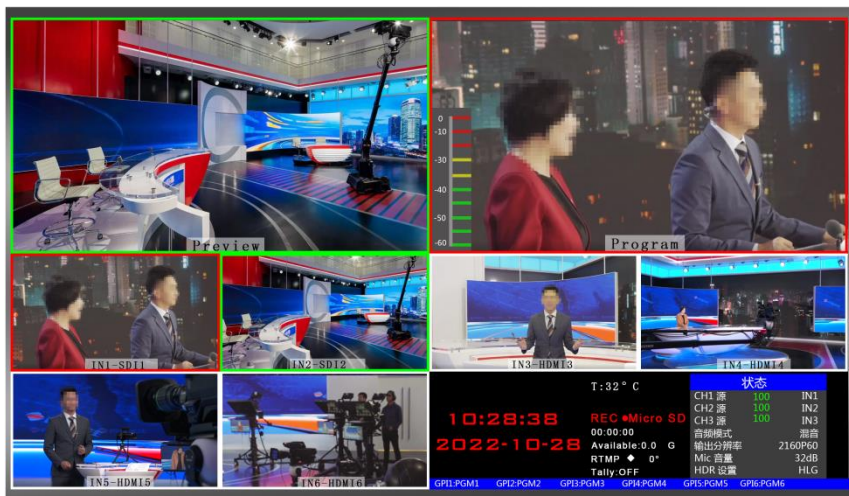 0
-10
-30
-40
-50
-60
Preview
Program
IN1-SDI1
IN2-SDI2
IN3-HDMI3
IN4-HDMI4
IN5-HDMI5
IN6-HDMI6
10:28:38
2022-10-28
T:32° C
REC ●Micro SD
00:00:00
Available:0.0 G
RTMP ◆ 0"
Tally:OFF
状态
CH1 源 100 IN1
CH2 源 100 IN2
CH3 源 100 IN3
音频模式 混音
输出分辨率 2160P60
Mic 音量 32dB
HDR 设置 HLG
GPI1:PGM1 GPI2:PGM2 GPI3:PGM3 GPI4:PGM4 GPI5:PGM5 GPI6:PGM6